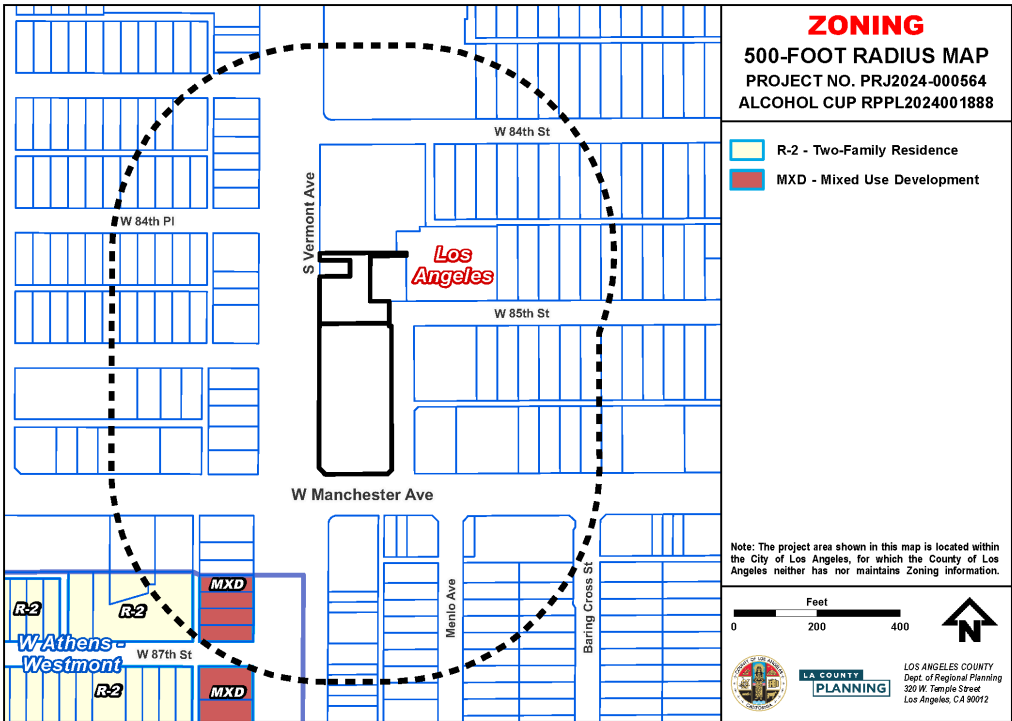 ZONING
500-FOOT RADIUS MAP
PROJECT NO. PRJ2024-000564
ALCOHOL CUP RPPL2024001888
R-2 - Two-Family Residence
MXD - Mixed Use Development
W 84th St
S Vermont Ave
W 84th Pl
Los
Angeles
W 85th St
W Manchester Ave
Menlo Ave
Baring Cross St
MXD
R-2
R-2
W Athens -
Westmont
W 87th St
R-2
MXD
Note: The project area shown in this map is located within
the City of Los Angeles, for which the County of Los
Angeles neither has nor maintains Zoning information.
Feet
0 200 400
N
LA COUNTY
PLANNING
LOS ANGELES COUNTY
Dept. of Regional Planning
320 W. Temple Street
Los Angeles, CA 90012